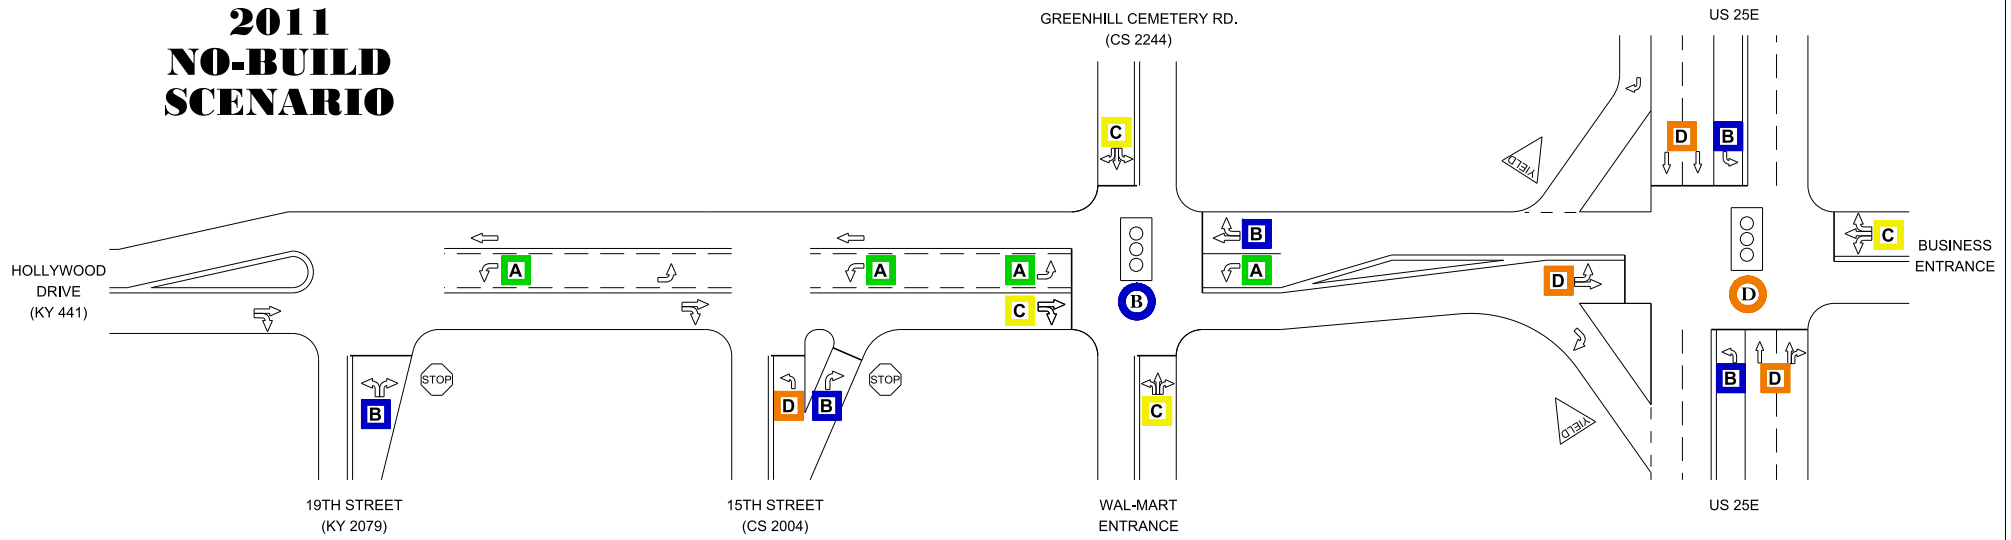 2011
NO-BUILD
SCENARIO
GREENHILL CEMETERY RD.
(CS 2244)
US 25E
C
D
B
YIELD
B
C
BUSINESS
ENTRANCE
HOLLYWOOD
DRIVE
(KY 441)
A
A
A
A
D
C
B
D
STOP
STOP
B
D
B
C
B
D
YIELD
19TH STREET
(KY 2079)
15TH STREET
(CS 2004)
WAL-MART
ENTRANCE
US 25E